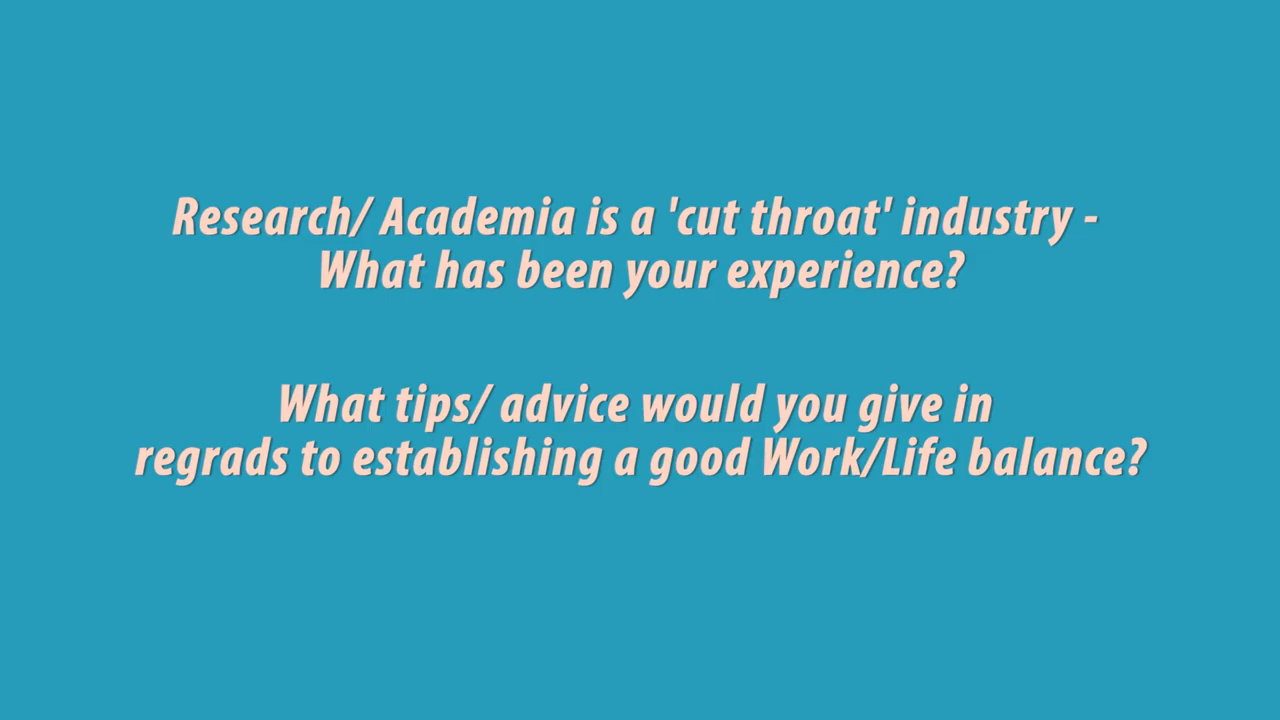 Research/ Academia is a 'cut throat' industry -
What has been your experience?
What tips/ advice would you give in
regrads to establishing a good Work/Life balance?